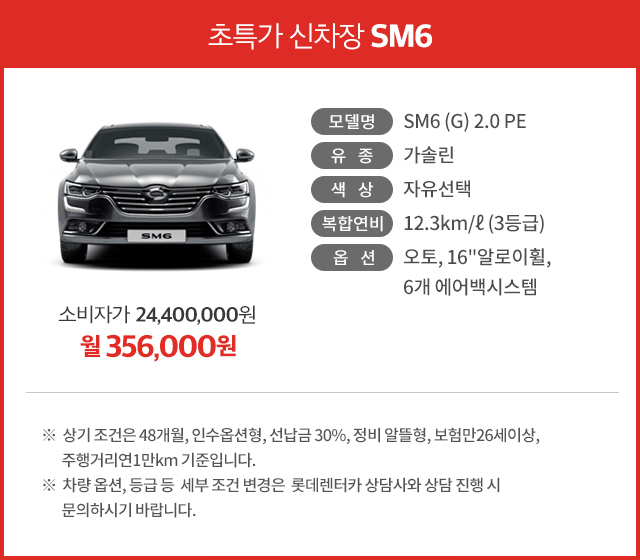 초특가 신차장 SM6
모델명 SM6 (G) 2.0 PE
유 종 가솔린
색 상 자유선택
복합연비 12.3km/ℓ (3등급)
옵 션 오토, 16"알로이휠,
6개 에어백시스템
SM6
소비자가 24,400,000원
월 356,000원
※ 상기 조건은 48개월, 인수옵션형, 선납금 30%, 정비 알뜰형, 보험만26세이상,
주행거리연1만km 기준입니다.
※ 차량 옵션, 등급 등 세부 조건 변경은 롯데렌터카 상담사와 상담 진행 시
문의하시기 바랍니다.